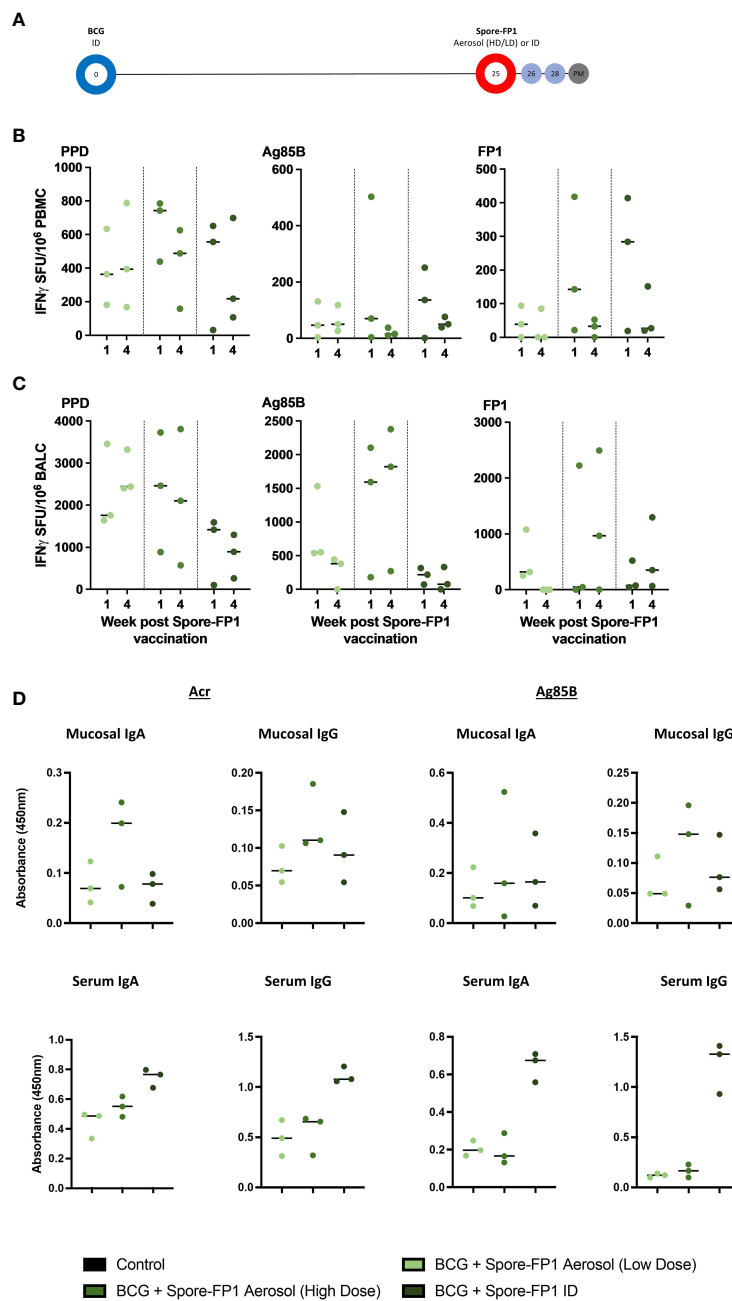 A
BCG
ID
Spore-FP1
Aerosol (HD/LD) or ID
0
25
26
28
PM
B
PPD
Ag85B
FP1
IFNγ SFU/10⁶ PBMC
1000
800
600
400
200
0
600
400
200
0
500
400
300
200
100
0
1 4 1 4 1 4
1 4 1 4 1 4
1 4 1 4 1 4
C
PPD
Ag85B
FP1
IFNγ SFU/10⁶ BALC
4000
3000
2000
1000
0
2500
2000
1500
1000
500
0
3000
2000
1000
0
1 4 1 4 1 4
1 4 1 4 1 4
1 4 1 4 1 4
Week post Spore-FP1
vaccination
Week post Spore-FP1
vaccination
Week post Spore-FP1
vaccination
D
Acr
Ag85B
Mucosal IgA
Mucosal IgG
Mucosal IgA
Mucosal IgG
Absorbance (450nm)
0.3
0.2
0.1
0.0
0.20
0.15
0.10
0.05
0.00
0.6
0.4
0.2
0.0
0.25
0.20
0.15
0.10
0.05
0.00
Serum IgA
Serum IgG
Serum IgA
Serum IgG
Absorbance (450nm)
1.0
0.8
0.6
0.4
0.2
0.0
1.5
1.0
0.5
0.0
0.8
0.6
0.4
0.2
0.0
1.5
1.0
0.5
0.0
Control
BCG + Spore-FP1 Aerosol (Low Dose)
BCG + Spore-FP1 Aerosol (High Dose)
BCG + Spore-FP1 ID